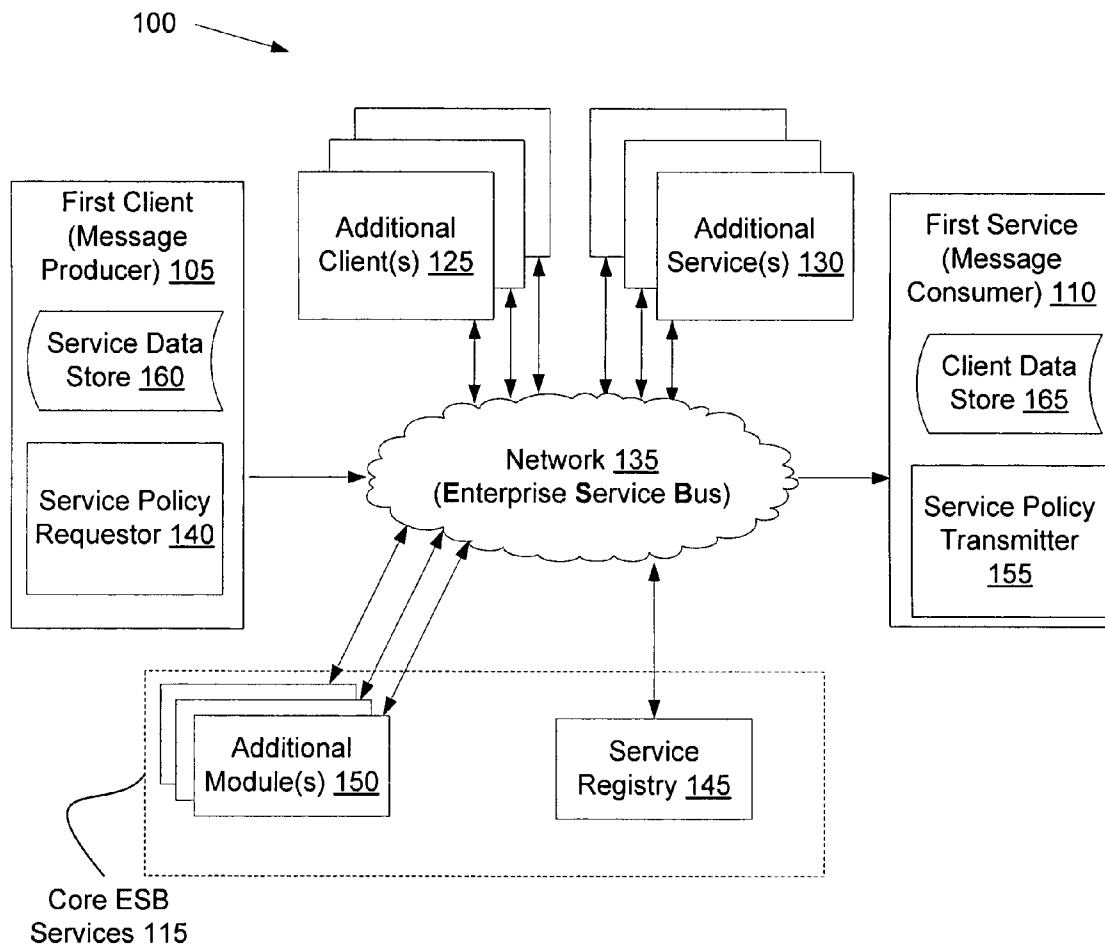 100
First Client
(Message
Producer) 105
Service Data
Store 160
Service Policy
Requestor 140
Additional
Client(s) 125
Additional
Service(s) 130
First Service
(Message
Consumer) 110
Client Data
Store 165
Service Policy
Transmitter
155
Network 135
(Enterprise Service Bus)
Additional
Module(s) 150
Service
Registry 145
Core ESB
Services 115